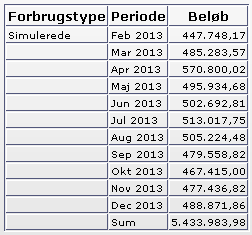 Forbrugstype Periode Beløb
Simulerede Feb 2013 447.748,17
Mar 2013 485.283,57
Apr 2013 570.800,02
Maj 2013 495.934,68
Jun 2013 502.692,81
Jul 2013 513.017,75
Aug 2013 505.224,48
Sep 2013 479.558,82
Okt 2013 467.415,00
Nov 2013 477.436,82
Dec 2013 488.871,86
Sum 5.433.983,98